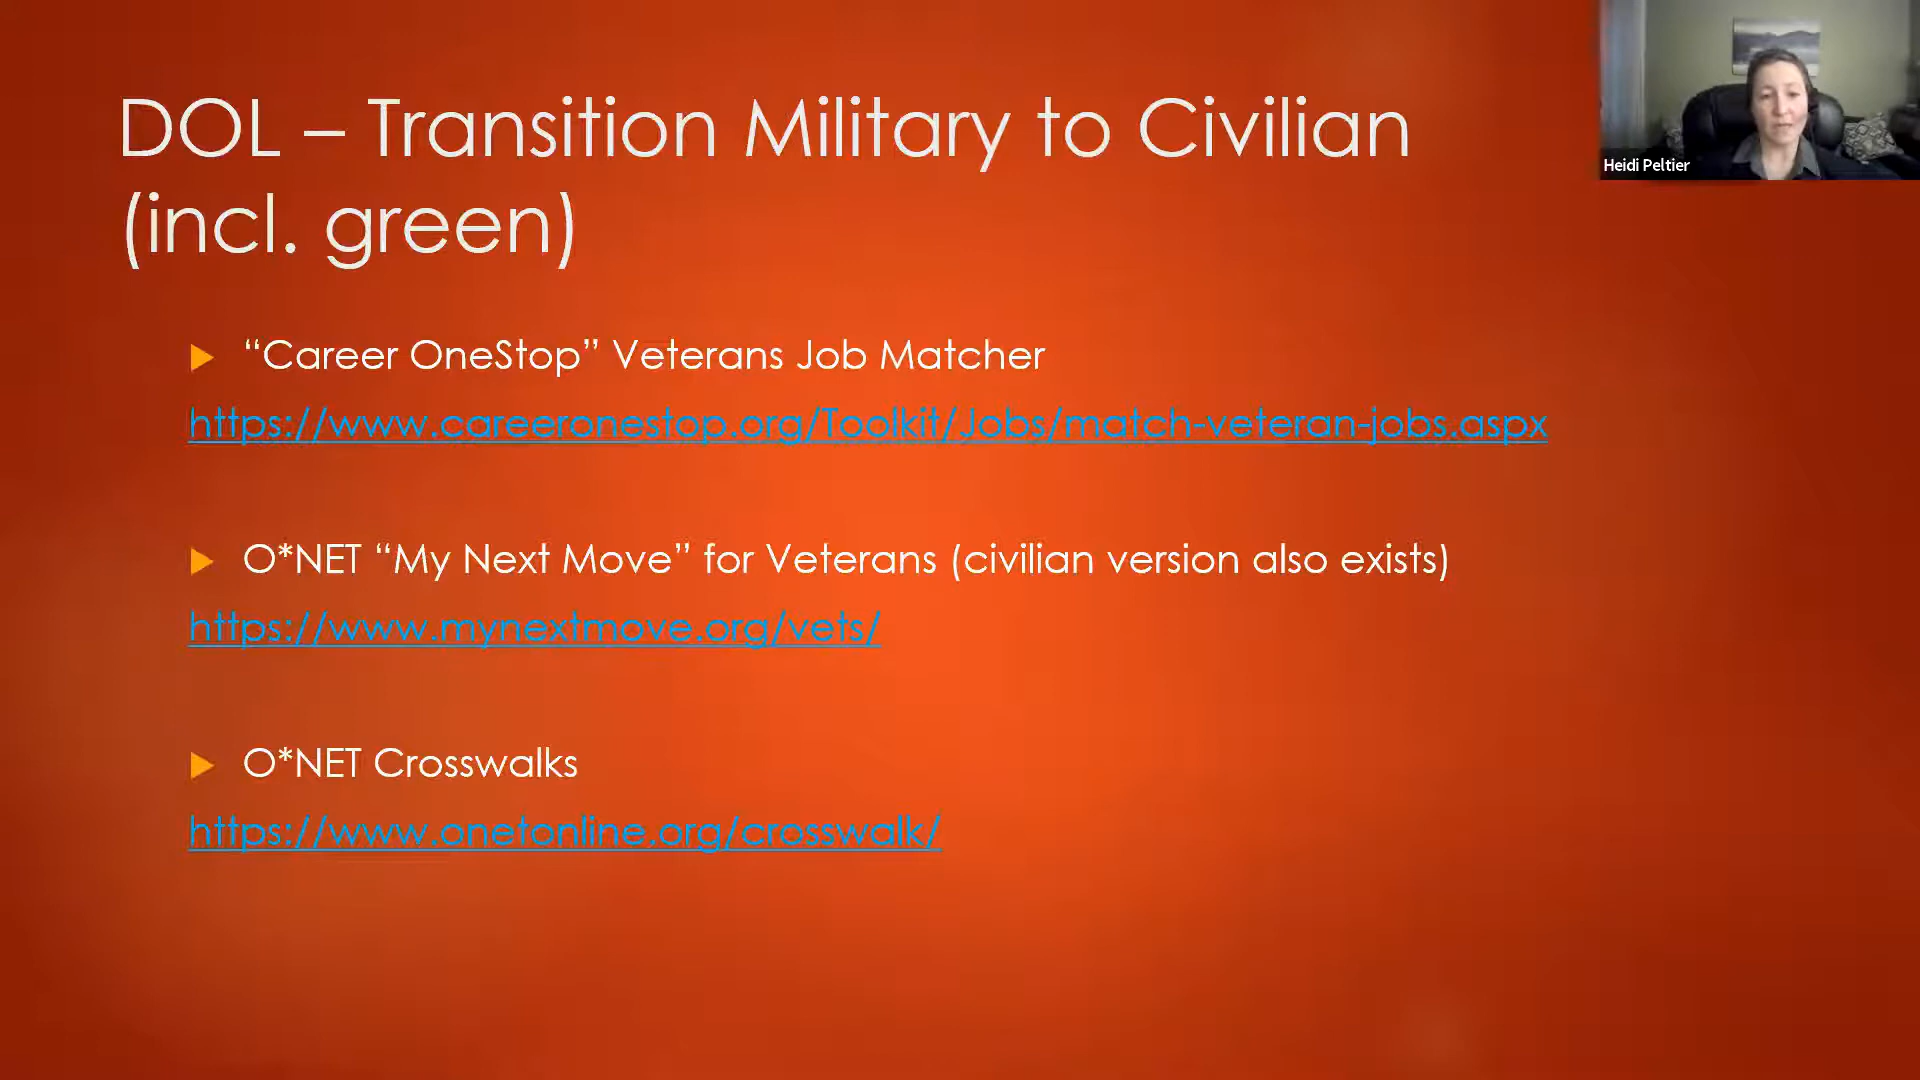 DOL – Transition Military to Civilian
(incl. green)
Heidi Peltier
“Career OneStop” Veterans Job Matcher
https://www.careeronestop.org/Toolkit/Jobs/match-veteran-jobs.aspx
O*NET “My Next Move” for Veterans (civilian version also exists)
https://www.mynextmove.org/vets/
O*NET Crosswalks
https://www.onetonline.org/crosswalk/